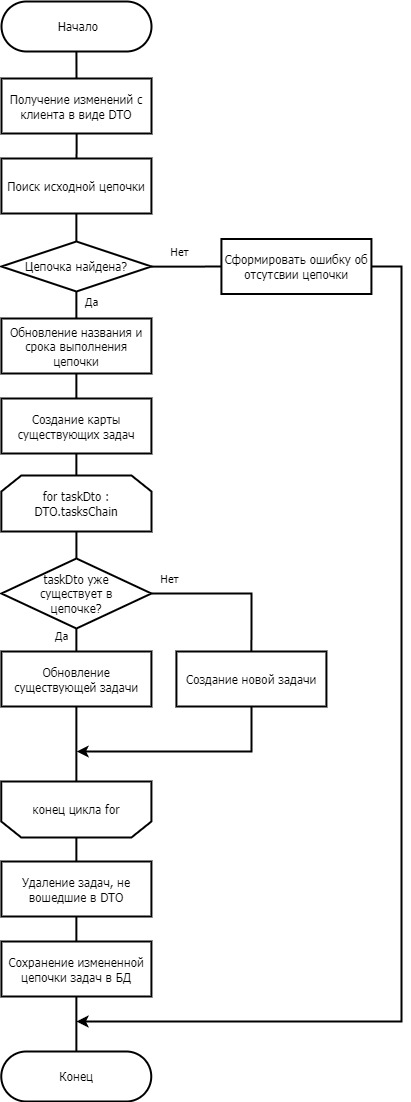 Начало
Получение изменений с
клиента в виде DTO
Поиск исходной цепочки
Цепочка найдена?
Нет
Сформировать ошибку об
отсутсвии цепочки
Да
Обновление названия и
срока выполнения
цепочки
Создание карты
существующих задач
for taskDto :
DTO.tasksChain
taskDto уже
существует в
цепочке?
Нет
Да
Обновление
существующей задачи
Создание новой задачи
конец цикла for
Удаление задач, не
вошедшие в DTO
Сохранение измененной
цепочки задач в БД
Конец